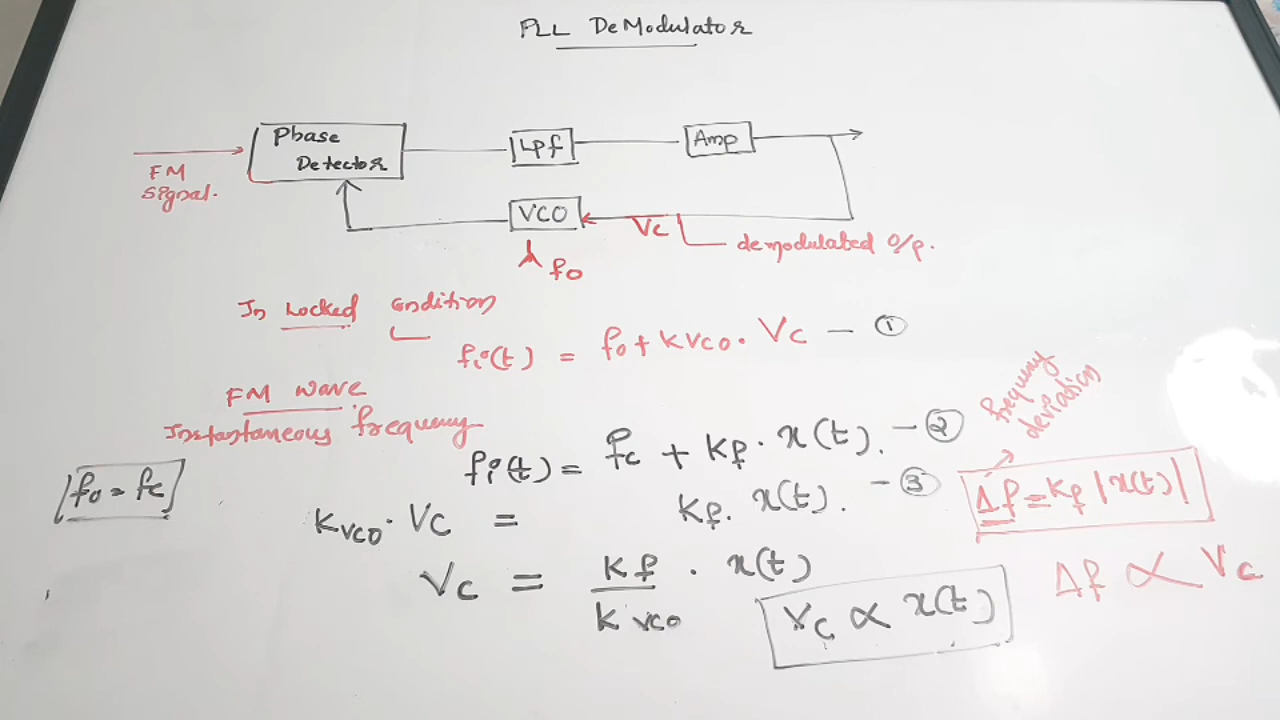 PLL DeModulator
Phase
Detector
Lpf
Amp
FM
signal.
VCO
Vc
demodulated o/p.
fo
In Locked condition
fi(t) = fo + KVCO · Vc — ①
FM wave
Instantaneous frequency
frequency
deviation
fi(t) = fc + Kf · x(t). — ②
fo = fc
KVCO · Vc = Kf. x(t). — ③
Δf = Kf |x(t)|
Vc = Kf / KVCO · x(t)
Vc ∝ x(t)
Δf ∝ Vc